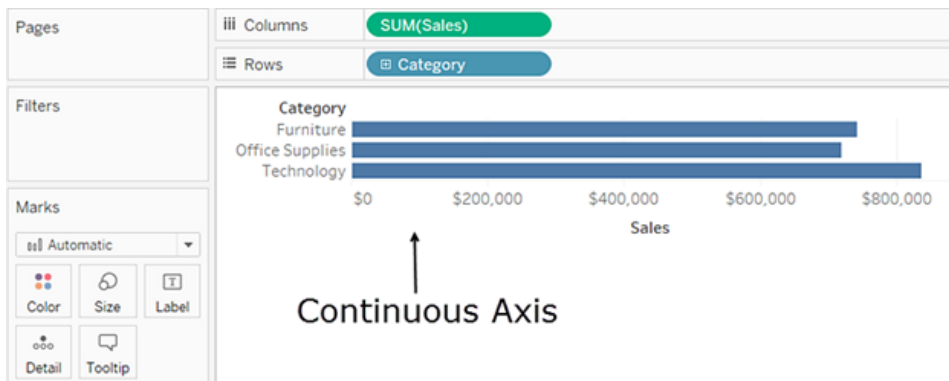 Pages
Columns
SUM(Sales)
Rows
Category
Filters
Category
Furniture
Office Supplies
Technology
$0 $200,000 $400,000 $600,000 $800,000
Sales
Marks
Automatic
Color Size Label
Detail Tooltip
Continuous Axis